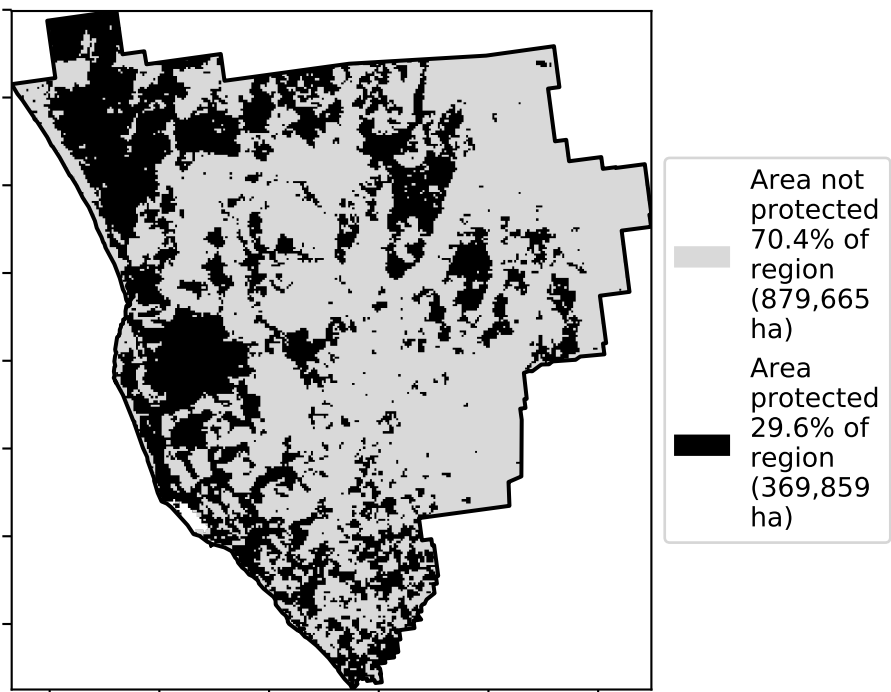 Area not
protected
70.4% of
region
(879,665
ha)
Area
protected
29.6% of
region
(369,859
ha)